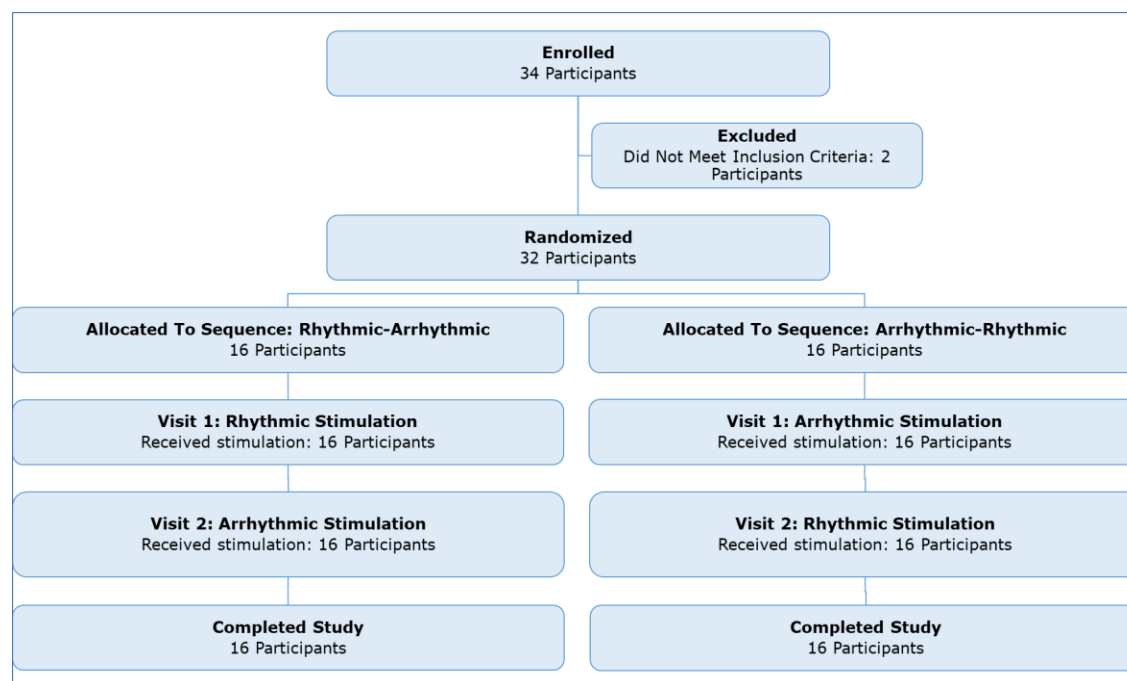 Enrolled
34 Participants
Excluded
Did Not Meet Inclusion Criteria: 2
Participants
Randomized
32 Participants
Allocated To Sequence: Rhythmic-Arrhythmic
16 Participants
Allocated To Sequence: Arrhythmic-Rhythmic
16 Participants
Visit 1: Rhythmic Stimulation
Received stimulation: 16 Participants
Visit 1: Arrhythmic Stimulation
Received stimulation: 16 Participants
Visit 2: Arrhythmic Stimulation
Received stimulation: 16 Participants
Visit 2: Rhythmic Stimulation
Received stimulation: 16 Participants
Completed Study
16 Participants
Completed Study
16 Participants